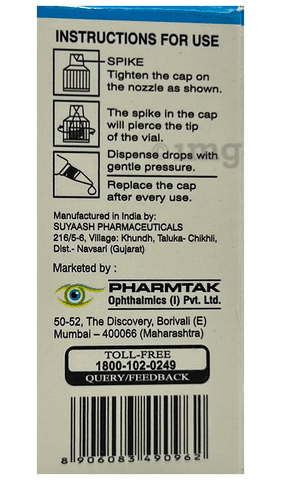 INSTRUCTIONS FOR USE
SPIKE
Tighten the cap on
the nozzle as shown.
The spike in the cap
will pierce the tip
of the vial.
Dispense drops with
gentle pressure.
Replace the cap
after every use.
Manufactured in India by:
SUYAASH PHARMACEUTICALS
216/5-6, Village: Khundh, Taluka- Chikhli,
Dist.- Navsari (Gujarat)
Marketed by :
PHARMTAK
Ophthalmics (I) Pvt. Ltd.
50-52, The Discovery, Borivali (E)
Mumbai – 400066 (Maharashtra)
TOLL-FREE
1800-102-0249
QUERY/FEEDBACK
8 906083 490962